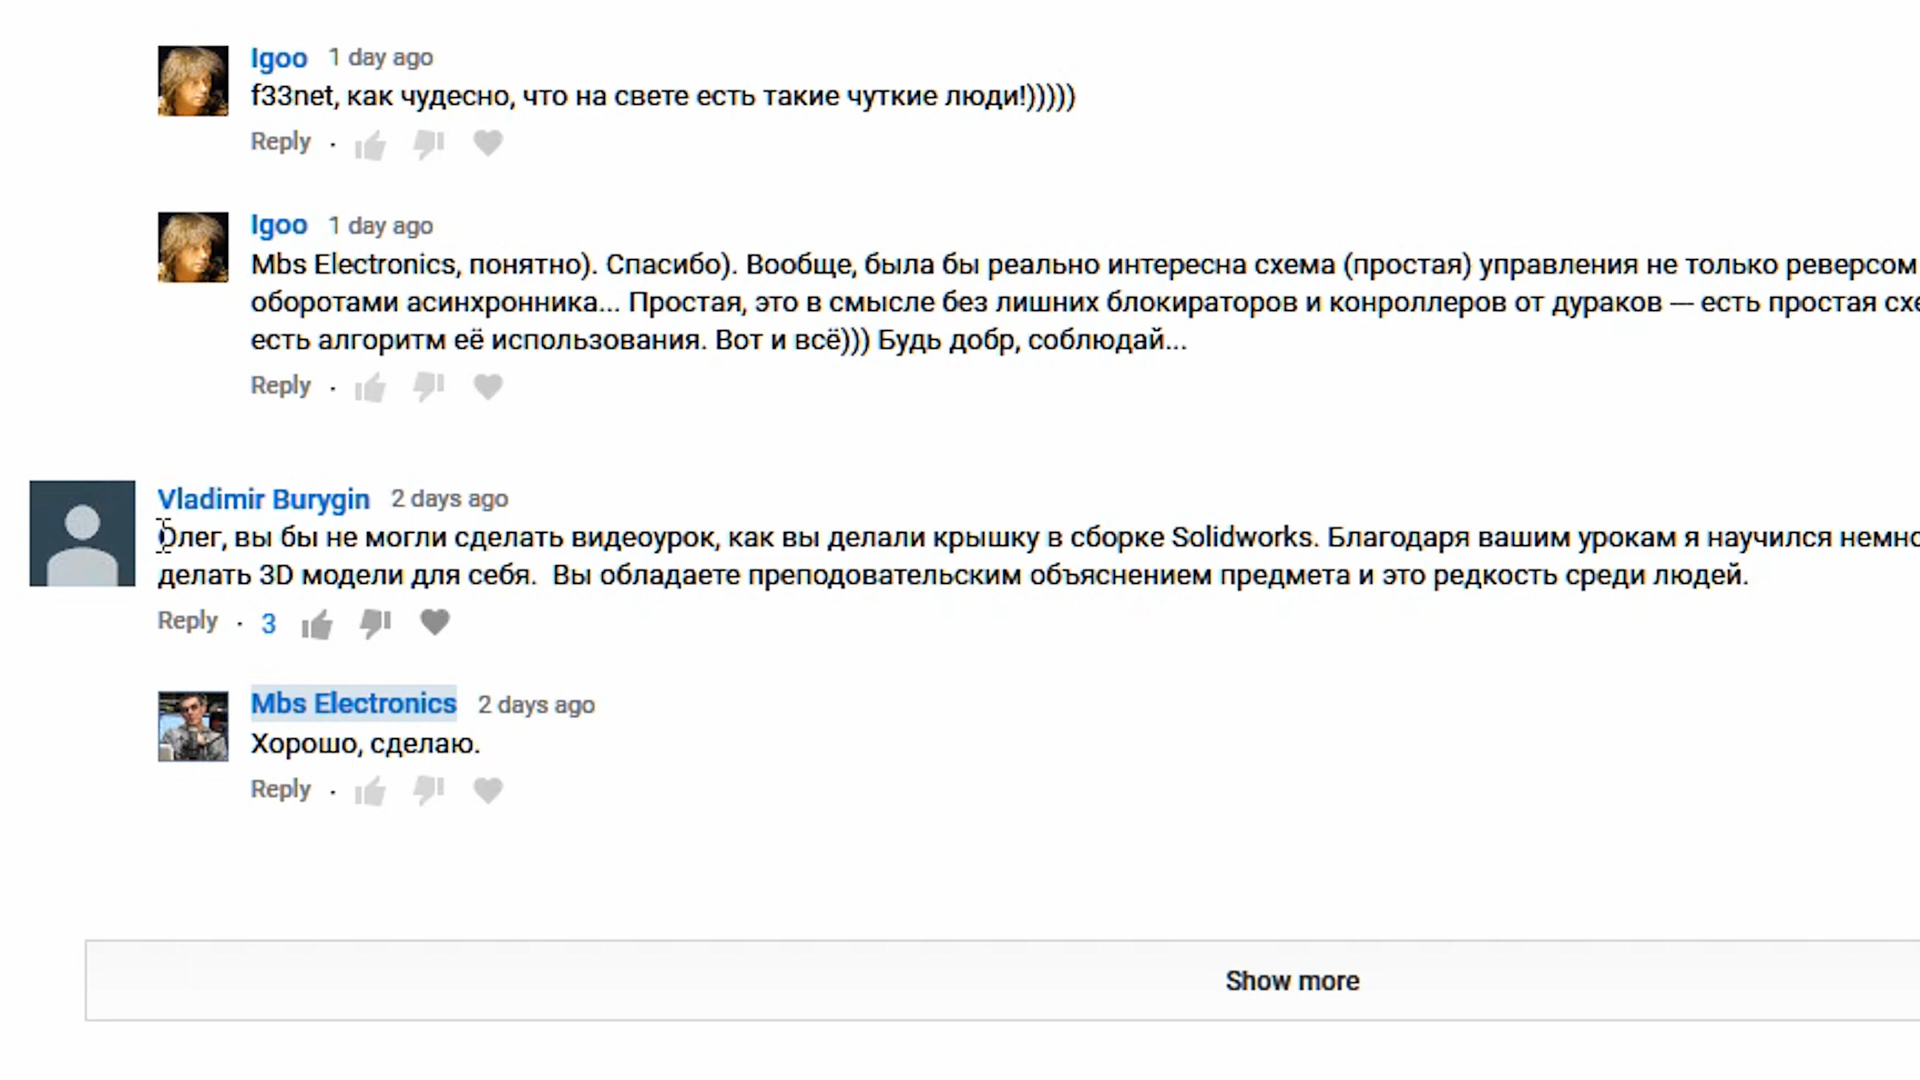 Igoo 1 day ago
f33net, как чудесно, что на свете есть такие чуткие люди!)))))
Reply ·
Igoo 1 day ago
Mbs Electronics, понятно). Спасибо). Вообще, была бы реально интересна схема (простая) управления не только реверсом
оборотами асинхронника... Простая, это в смысле без лишних блокираторов и конроллеров от дураков — есть простая
есть алгоритм её использования. Вот и всё))) Будь добр, соблюдай...
Reply ·
Vladimir Burygin 2 days ago
Олег, вы бы не могли сделать видеоурок, как вы делали крышку в сборке Solidworks. Благодаря вашим урокам я научился
делать 3D модели для себя. Вы обладаете преподовательским объяснением предмета и это редкость среди людей.
Reply · 3
Mbs Electronics 2 days ago
Хорошо, сделаю.
Reply ·
Show more